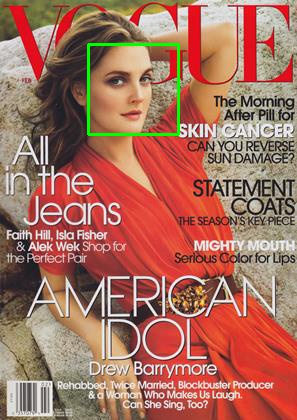 VOGUE
FEB
The Morning
After Pill for
SKIN CANCER
CAN YOU REVERSE
SUN DAMAGE?
All
in the
Jeans
Faith Hill, Isla Fisher
& Alek Wek Shop for
the Perfect Pair
STATEMENT
COATS
THE SEASON'S KEY PIECE
MIGHTY MOUTH
Serious Color for Lips
AMERICAN
IDOL
Drew Barrymore
Rehabbed, Twice Married, Blockbuster Producer
& a Woman Who Makes Us Laugh.
Can She Sing, Too?